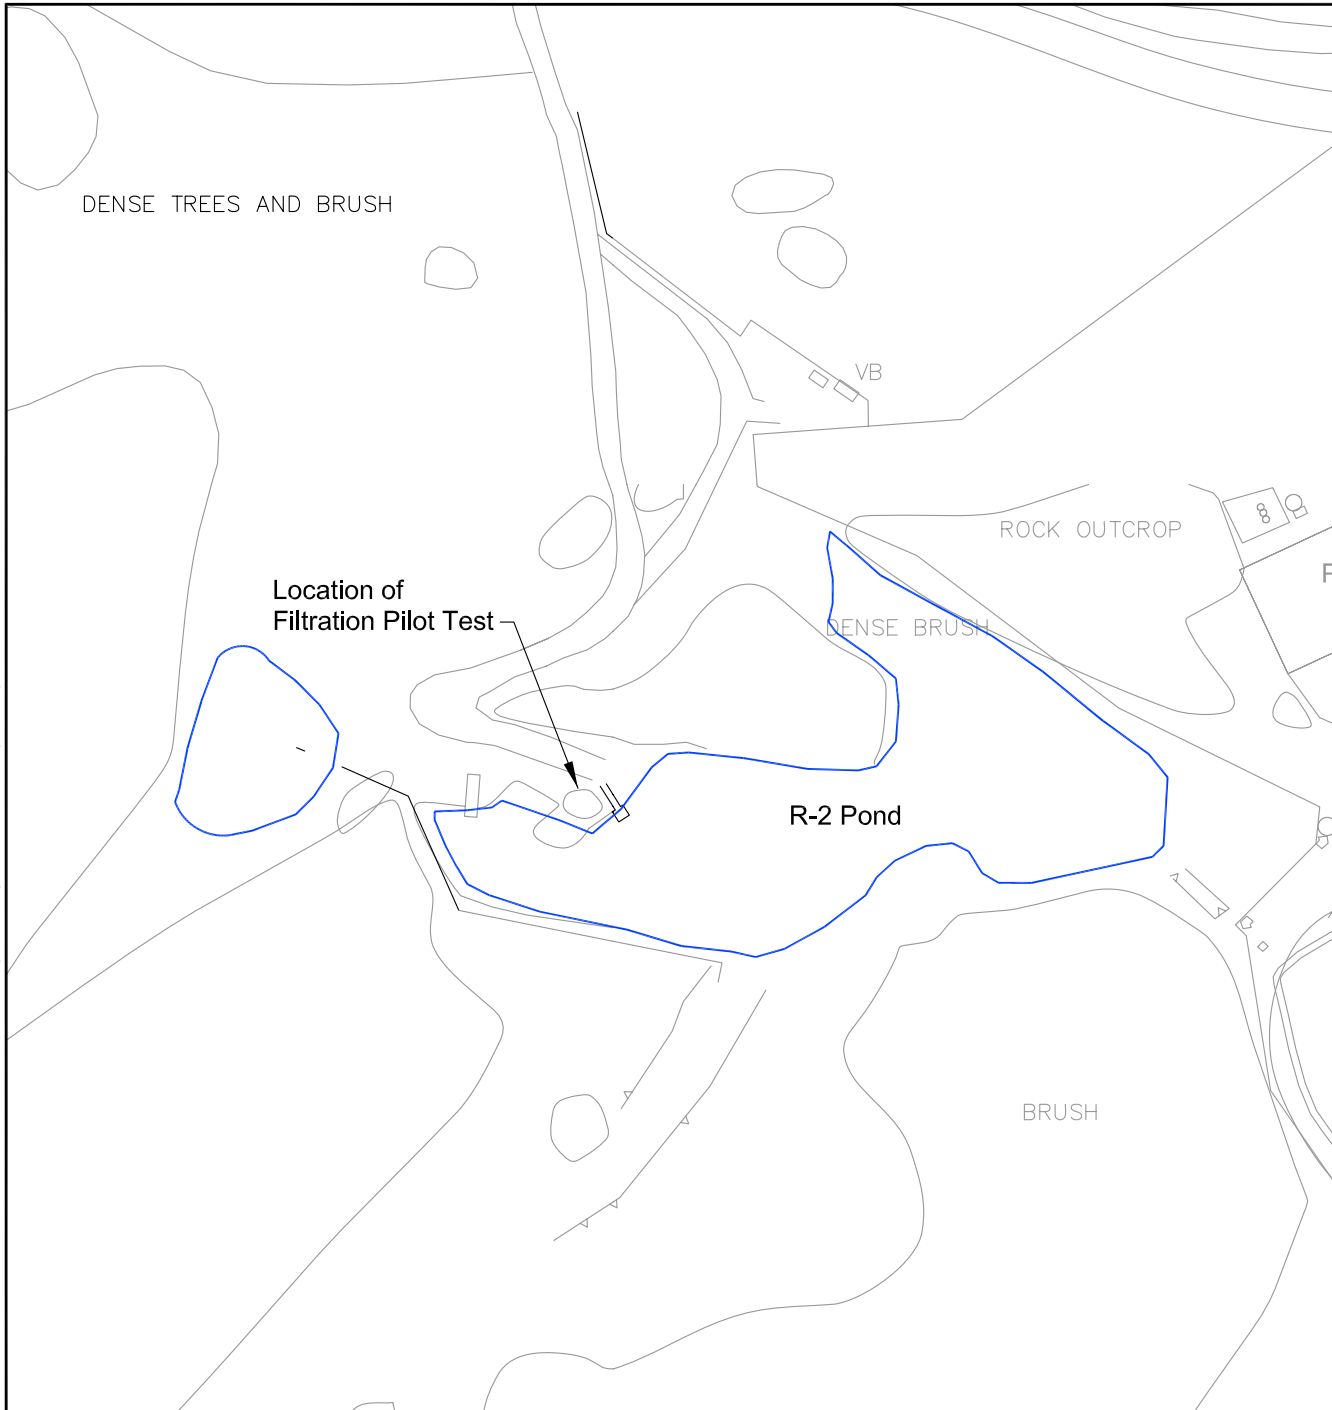 DENSE TREES AND BRUSH
VB
ROCK OUTCROP
Location of
Filtration Pilot Test
DENSE BRUSH
R-2 Pond
BRUSH